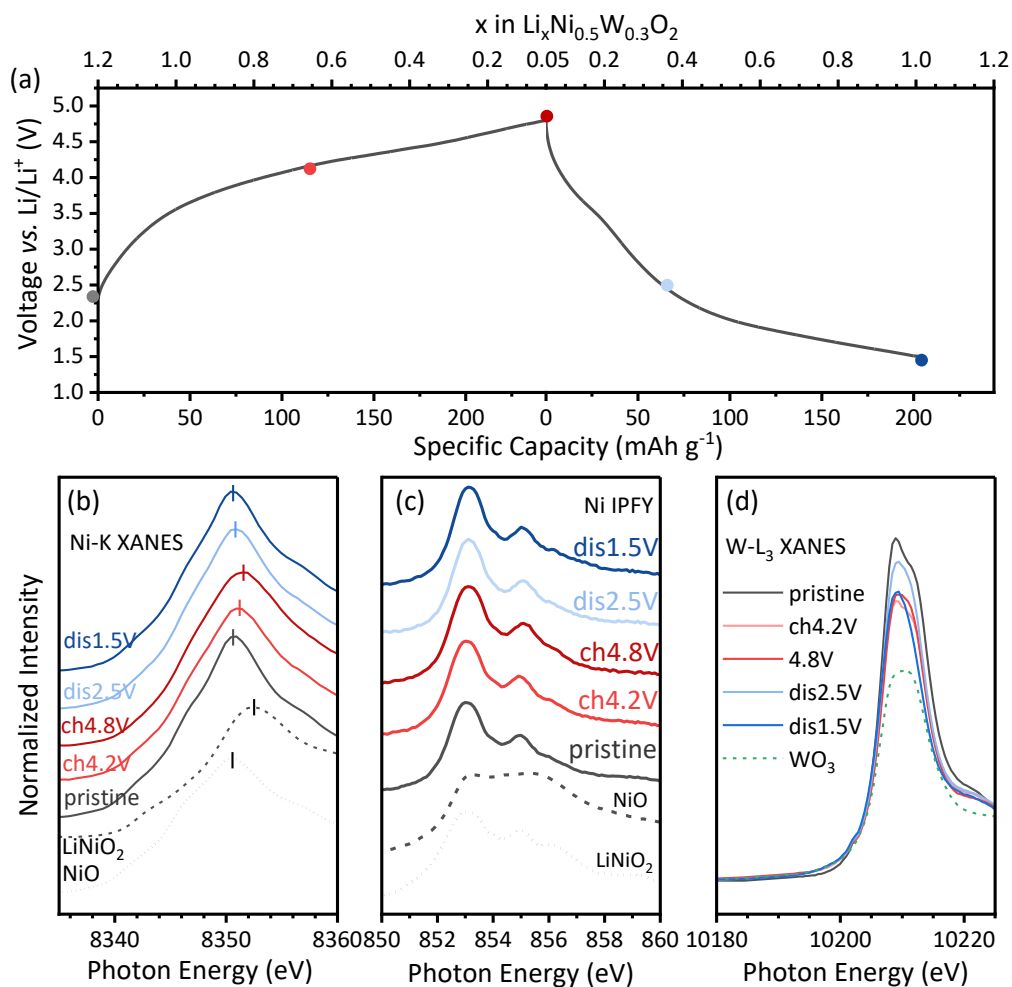 x in LiₓNi₀.₅W₀.₃O₂
1.2 1.0 0.8 0.6 0.4 0.2 0.05 0.2 0.4 0.6 0.8 1.0 1.2
(a)
Voltage vs. Li/Li⁺ (V)
5.0
4.5
4.0
3.5
3.0
2.5
2.0
1.5
1.0
0 50 100 150 200 0 50 100 150 200
Specific Capacity (mAh g⁻¹)
Normalized Intensity
(b)
Ni-K XANES
dis1.5V
dis2.5V
ch4.8V
ch4.2V
pristine
LiNiO₂
NiO
8340 8350 8360
Photon Energy (eV)
(c)
Ni IPFY
dis1.5V
dis2.5V
ch4.8V
ch4.2V
pristine
NiO
LiNiO₂
850 852 854 856 858 860
Photon Energy (eV)
(d)
W-L₃ XANES
pristine
ch4.2V
4.8V
dis2.5V
dis1.5V
WO₃
10180 10200 10220
Photon Energy (eV)